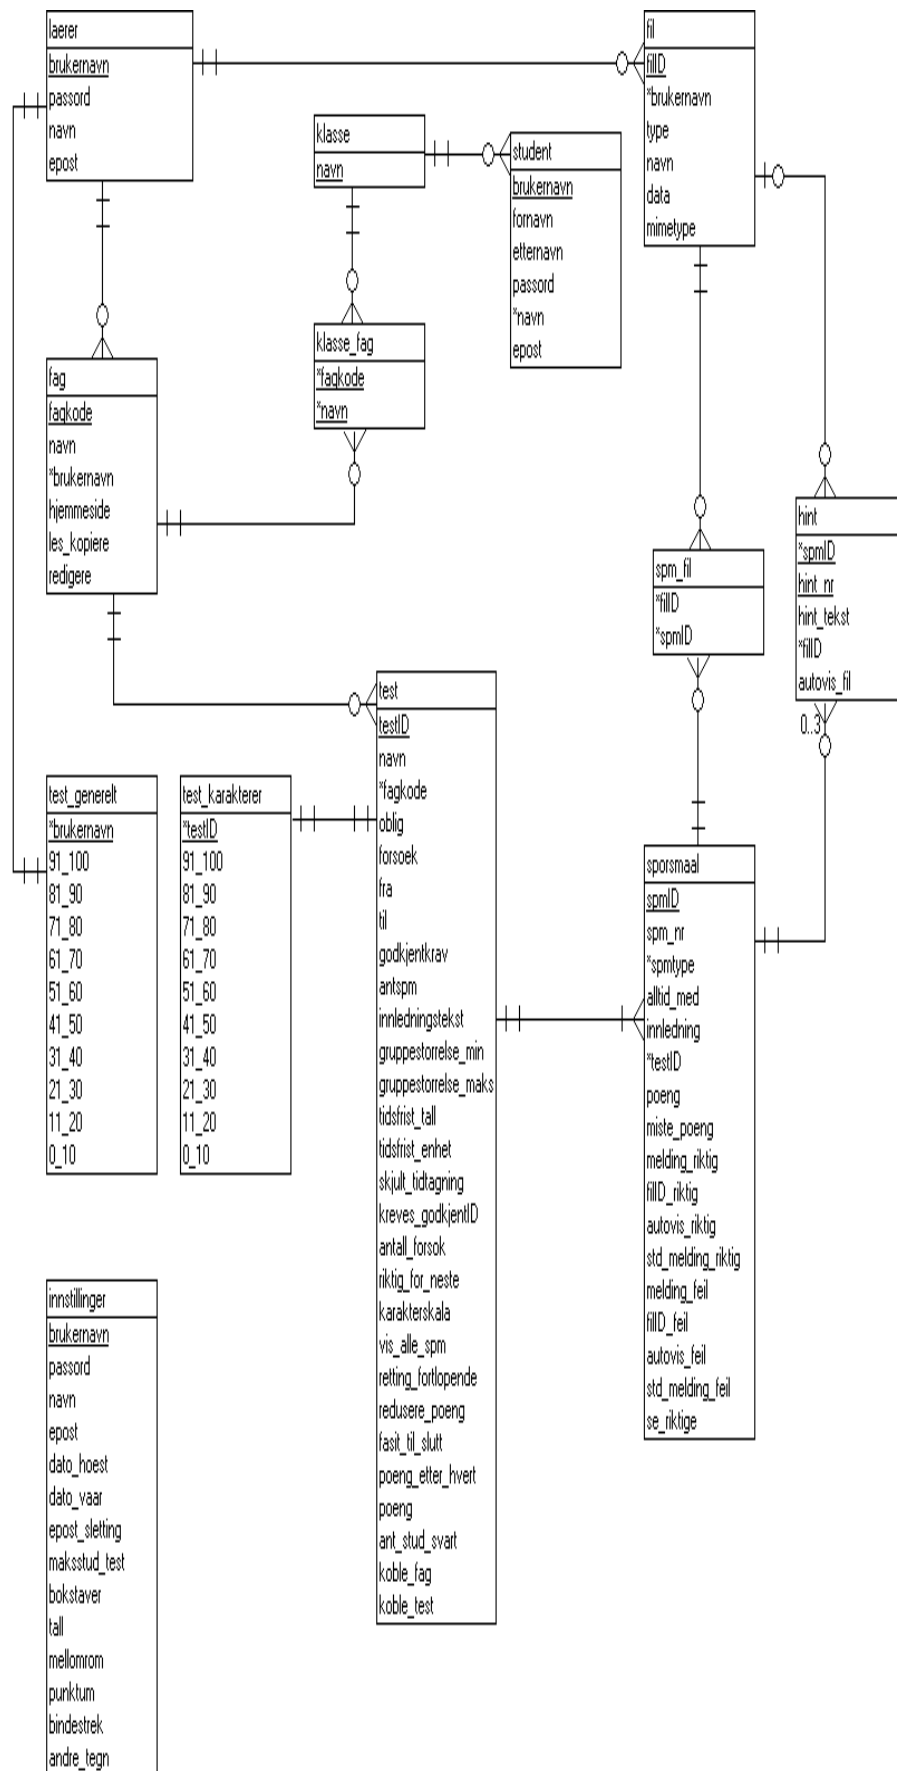 laerer
brukernavn
passord
navn
epost
fil
filID
*brukernavn
type
navn
data
mimetype
klasse
navn
student
brukernavn
fornavn
etternavn
passord
*navn
epost
klasse_fag
*fagkode
*navn
fag
fagkode
navn
*brukernavn
hjemmeside
les_kopiere
redigere
hint
*spmID
hint_nr
hint_tekst
*filID
autovis_fil
0..3
spm_fil
*filID
*spmID
test
testID
navn
*fagkode
oblig
forsoek
fra
til
godkjentkrav
antspm
innledningstekst
gruppestorrelse_min
gruppestorrelse_maks
tidsfrist_tall
tidsfrist_enhet
skjult_tidtagning
kreves_godkjentID
antall_forsok
riktig_for_neste
karakterskala
vis_alle_spm
retting_fortlopende
redusere_poeng
fasit_til_slutt
poeng_etter_hvert
poeng
ant_stud_svart
koble_fag
koble_test
test_generelt
*brukernavn
91_100
81_90
71_80
61_70
51_60
41_50
31_40
21_30
11_20
0_10
test_karakterer
*testID
91_100
81_90
71_80
61_70
51_60
41_50
31_40
21_30
11_20
0_10
sporsmaal
spmID
spm_nr
*spmtype
alltid_med
innledning
*testID
poeng
miste_poeng
melding_riktig
filID_riktig
autovis_riktig
std_melding_riktig
melding_feil
filID_feil
autovis_feil
std_melding_feil
se_riktige
innstillinger
brukernavn
passord
navn
epost
dato_hoest
dato_vaar
epost_sletting
maksstud_test
bokstaver
tall
mellomrom
punktum
bindestrek
andre_tegn